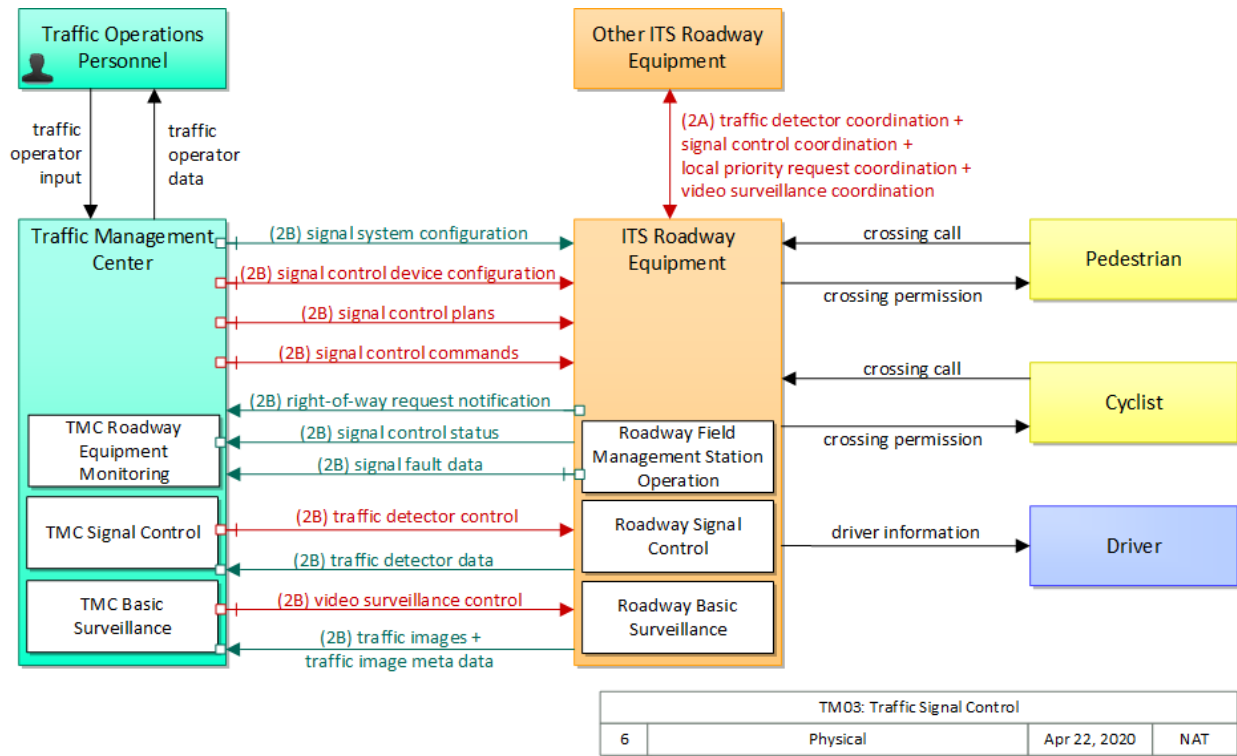 Traffic Operations
Personnel
Other ITS Roadway
Equipment
traffic
operator
input
traffic
operator
data
(2A) traffic detector coordination +
signal control coordination +
local priority request coordination +
video surveillance coordination
Traffic Management
Center
ITS Roadway
Equipment
(2B) signal system configuration
(2B) signal control device configuration
(2B) signal control plans
(2B) signal control commands
(2B) right-of-way request notification
(2B) signal control status
(2B) signal fault data
(2B) traffic detector control
(2B) traffic detector data
(2B) video surveillance control
(2B) traffic images +
traffic image meta data
TMC Roadway
Equipment
Monitoring
TMC Signal Control
TMC Basic
Surveillance
Roadway Field
Management Station
Operation
Roadway Signal
Control
Roadway Basic
Surveillance
crossing call
crossing permission
Pedestrian
crossing call
crossing permission
Cyclist
driver information
Driver
TM03: Traffic Signal Control
6 Physical Apr 22, 2020 NAT